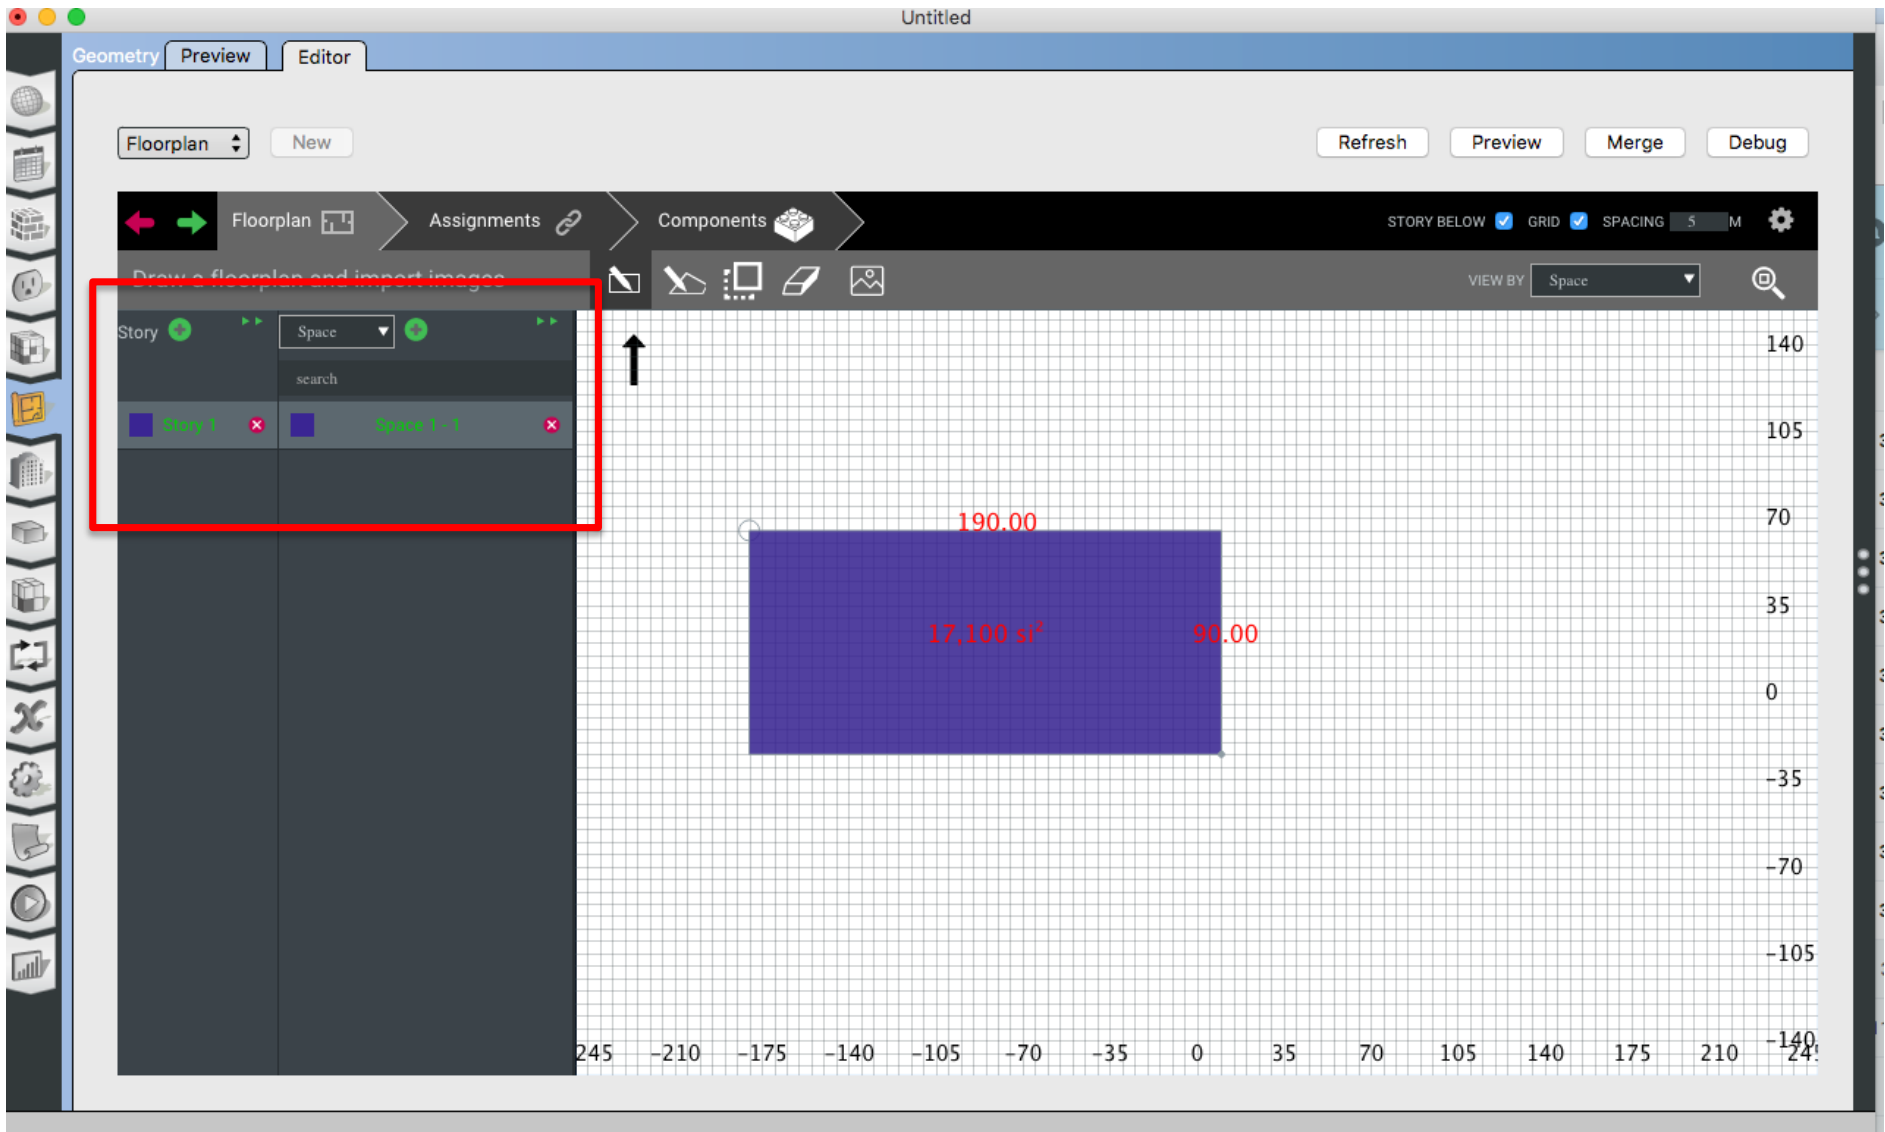 Untitled
Geometry Preview Editor
Floorplan New Refresh Preview Merge Debug
Floorplan Assignments Components STORY BELOW GRID SPACING 5 M
Draw a floorplan and import images VIEW BY Space
Story Space
search
Story 1 Space 1 - 1
140
105
70
35
0
-35
-70
-105
-140
190.00
17,100 si²
90.00
245 -210 -175 -140 -105 -70 -35 0 35 70 105 140 175 210